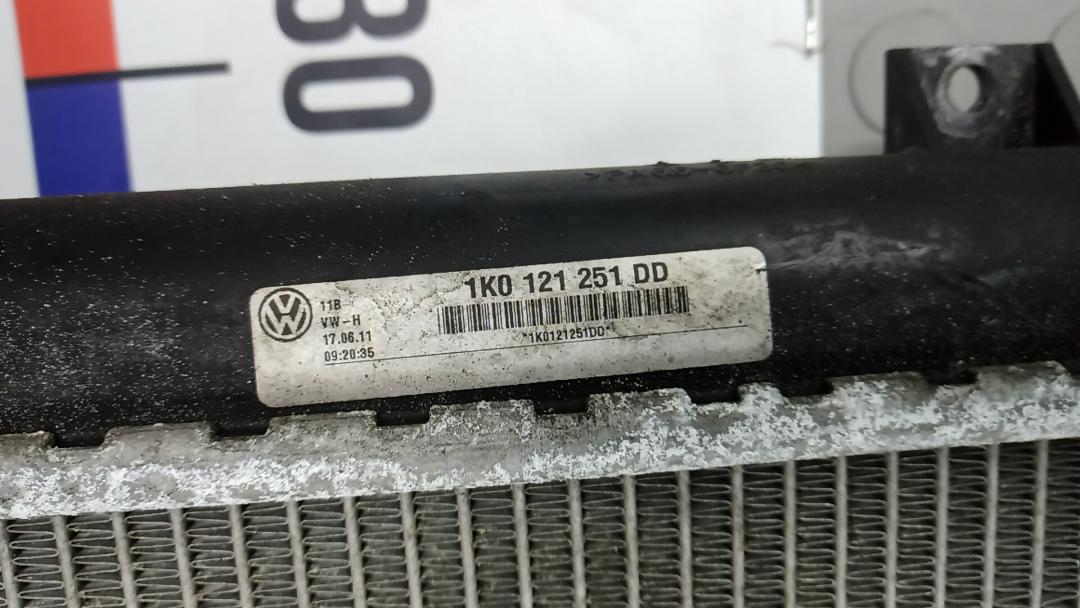 80
1K0 121 251 DD
11B
VW-H
17.06.11
09:20:35
*1K0121251DD*